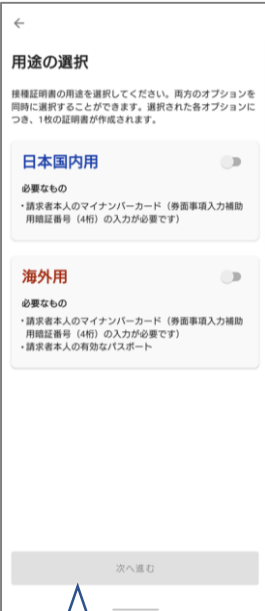 用途の選択
接種証明書の用途を選択してください。両方のオプションを
同時に選択することができます。選択された各オプションに
つき、1枚の証明書が作成されます。
日本国内用
必要なもの
・請求者本人のマイナンバーカード（券面事項入力補助
用暗証番号（4桁）の入力が必要です）
海外用
必要なもの
・請求者本人のマイナンバーカード（券面事項入力補助
用暗証番号（4桁）の入力が必要です）
・請求者本人の有効なパスポート
次へ進む